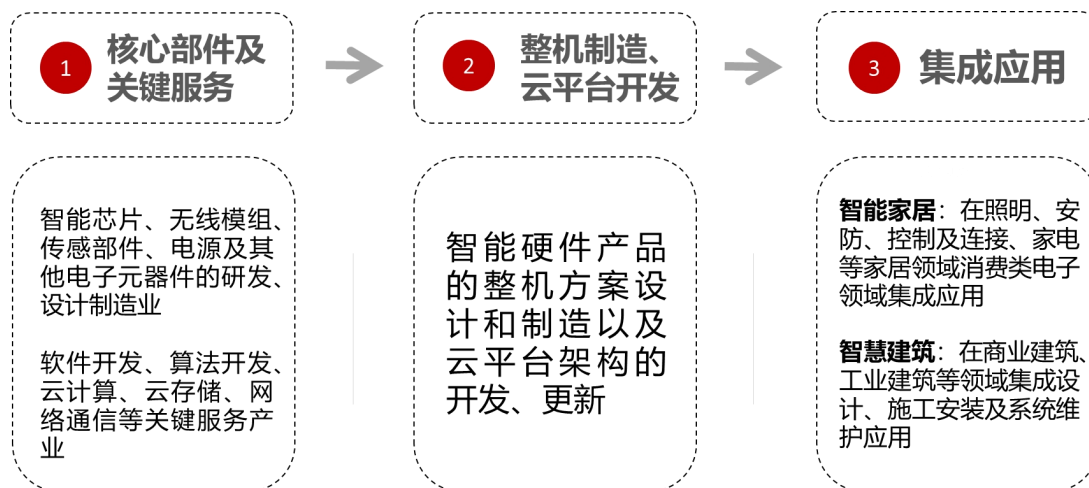 1
核心部件及
关键服务
2
整机制造、
云平台开发
3
集成应用
智能芯片、无线模组、
传感部件、电源及其
他电子元器件的研发、
设计制造业
软件开发、算法开发、
云计算、云存储、网
络通信等关键服务产
业
智能硬件产品
的整机方案设
计和制造以及
云平台架构的
开发、更新
智能家居：在照明、安
防、控制及连接、家电
等家居领域消费类电子
领域集成应用
智慧建筑：在商业建筑、
工业建筑等领域集成设
计、施工安装及系统维
护应用